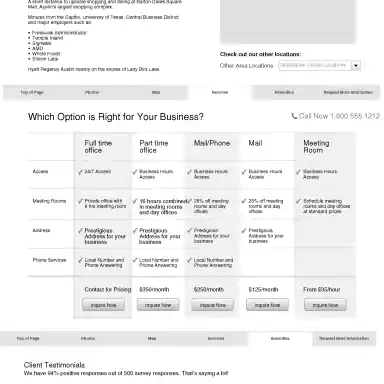 A short distance to upscale shopping and dining at Barton Creek Square
Mall, Austin's largest shopping complex.
Minutes from the Capitol, University of Texas, Central Business District
and major employers such as:
• Freescale Semiconductor
• Temple Inland
• Signatex
• AMD
• Whole Foods
• Silicon Labs
Hyatt Regency Austin nearby on the shores of Lady Bird Lake.
Check out our other locations:
Other Area Locations
Top of Page Photos Map Services Amenities Request More Information
Which Option is Right for Your Business?
Call Now 1.800.555.1212
Full time office Part time office Mail/Phone Mail Meeting Room
Access 24/7 Access Business Hours Access Business Hours Access Business Hours Access Business Hours Access
Meeting Rooms Private office with 8 hrs meeting room 16 hours combined in meeting rooms and day offices 25% off meeting rooms and day offices 25% off meeting rooms and day offices Schedule meeting rooms and day offices at standard prices
Address Prestigious Address for your business Prestigious Address for your business Prestigious Address for your business Prestigious Address for your business
Phone Services Local Number and Phone Answering Local Number and Phone Answering Local Number and Phone Answering
Contact for Pricing $350/month $250/month $125/month From $35/hour
Inquire Now Inquire Now Inquire Now Inquire Now Inquire Now
Top of Page Photos Map Services Amenities Request More Information
Client Testimonials
We have 94% positive responses out of 500 survey responses. That's saying a lot!